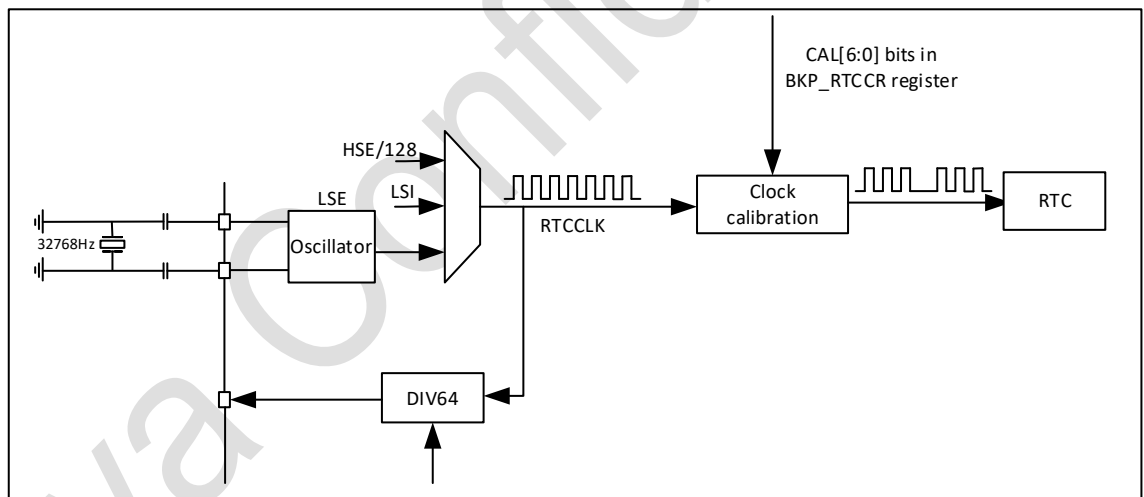 CAL[6:0] bits in
BKP_RTCCR register
HSE/128
LSI
LSE
Clock
calibration
RTC
RTCCLK
32768Hz
Oscillator
DIV64